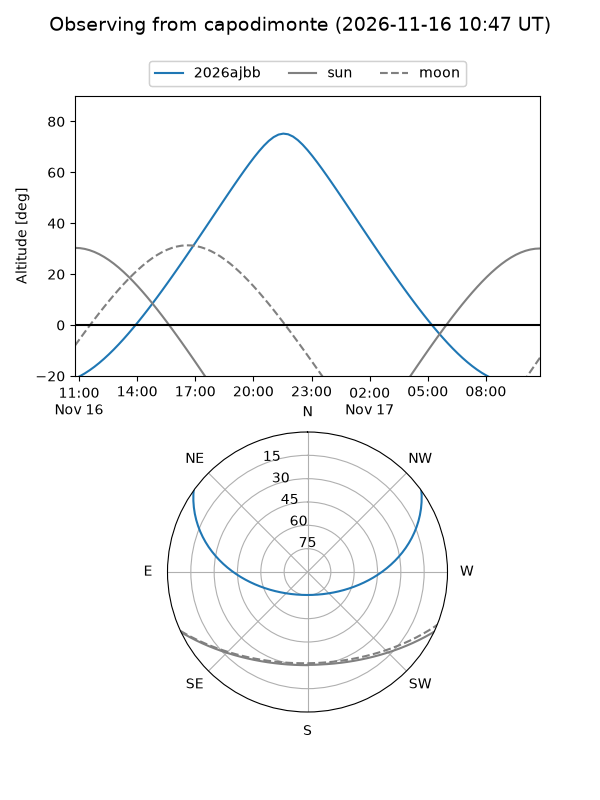 Observing from capodimonte (2026-11-16 10:47 UT)
2026ajbb sun moon
Altitude [deg]
80
60
40
20
0
−20
11:00 14:00 17:00 20:00 23:00 02:00 05:00 08:00
Nov 16 Nov 17
N
NE NW
15
30
45
60
75
E W
SE SW
S